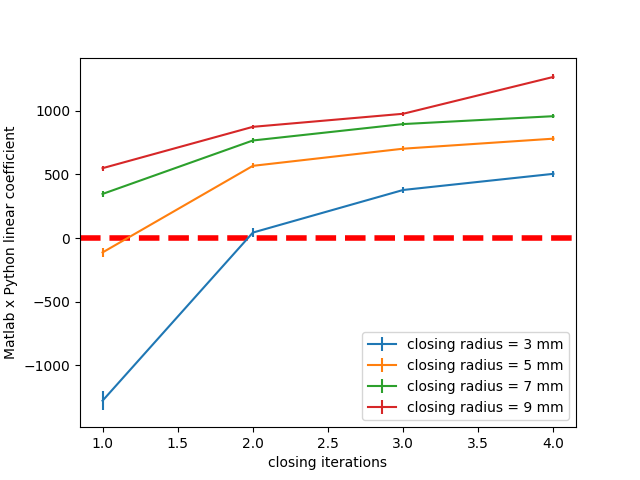 1000
500
0
−500
−1000
Matlab x Python linear coefficient
closing radius = 3 mm
closing radius = 5 mm
closing radius = 7 mm
closing radius = 9 mm
1.0 1.5 2.0 2.5 3.0 3.5 4.0
closing iterations